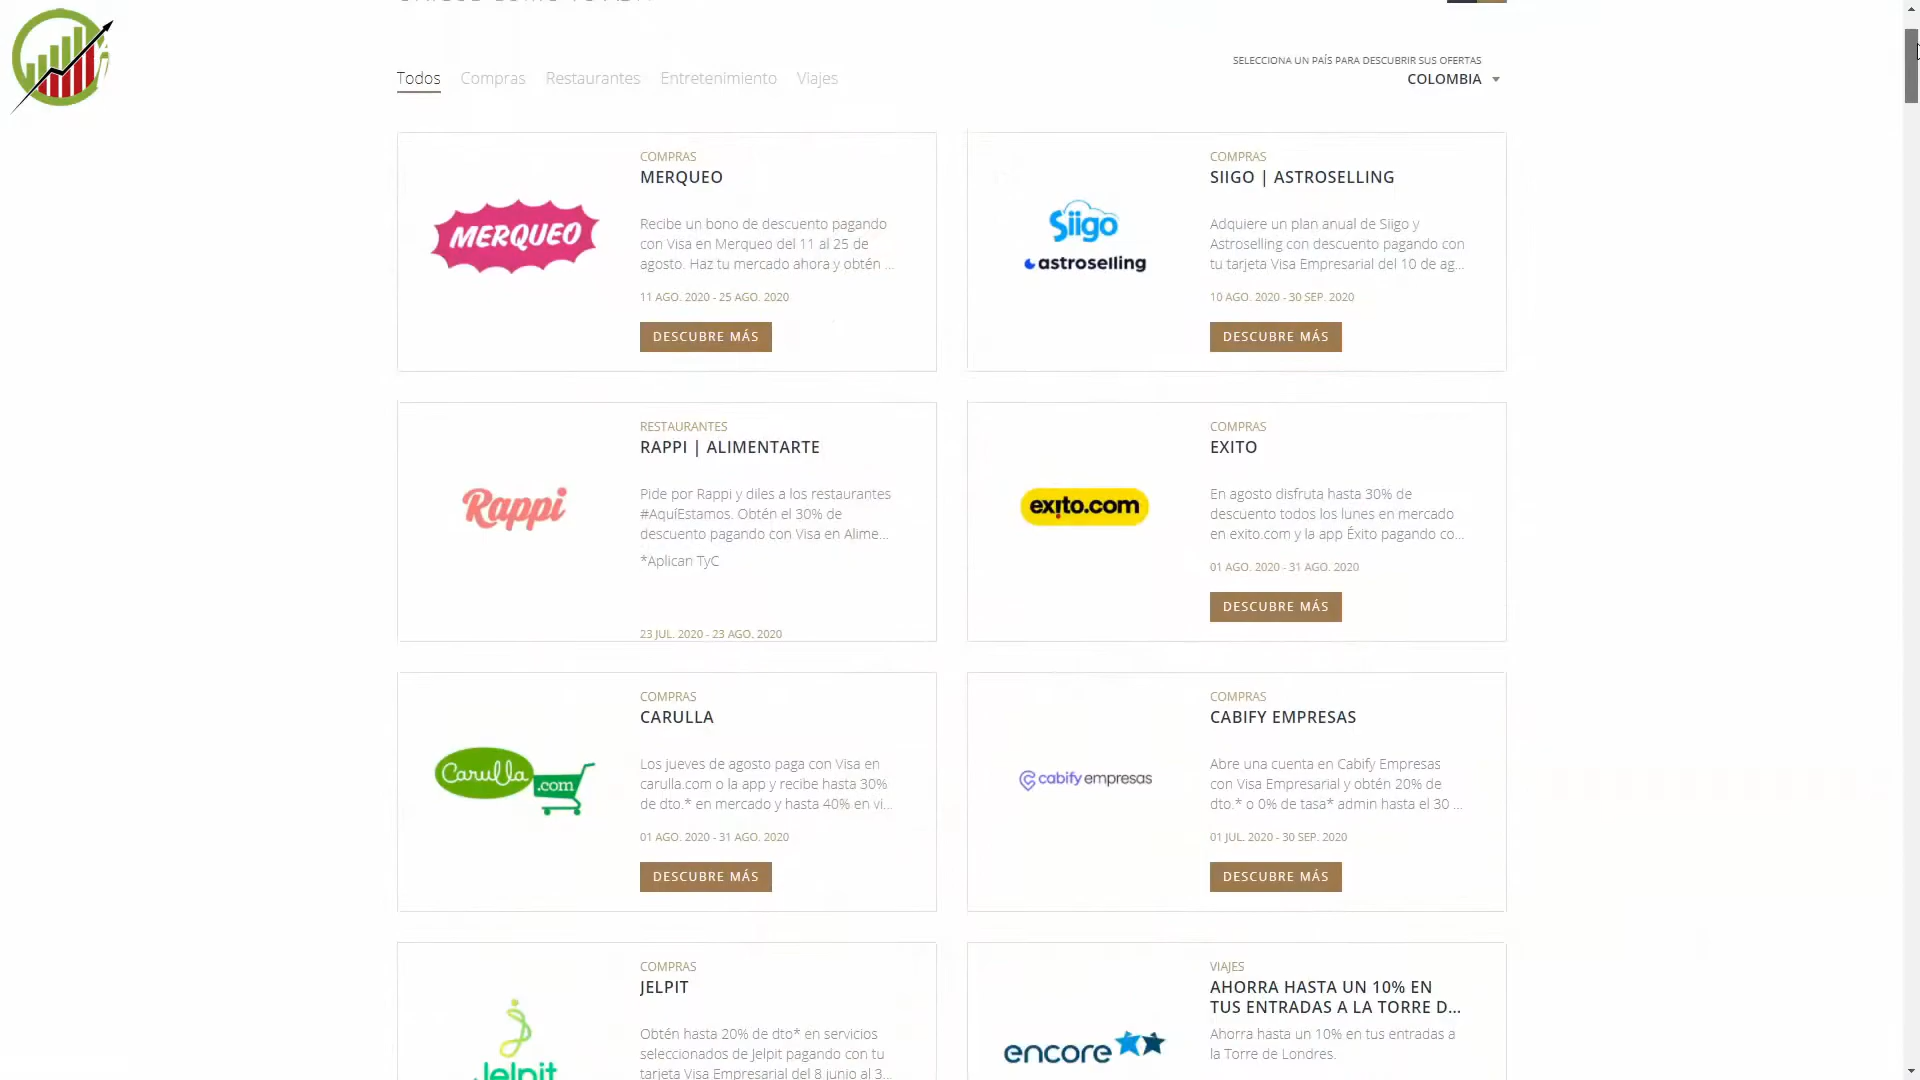 SELECCIONA UN PAÍS PARA DESCUBRIR SUS OFERTAS
Todos Compras Restaurantes Entretenimiento Viajes
COLOMBIA
COMPRAS
MERQUEO
MERQUEO
Recibe un bono de descuento pagando
con Visa en Merqueo del 11 al 25 de
agosto. Haz tu mercado ahora y obtén ...
11 AGO. 2020 - 25 AGO. 2020
DESCUBRE MÁS
COMPRAS
SIIGO | ASTROSELLING
Siigo
astroselling
Adquiere un plan anual de Siigo y
Astroselling con descuento pagando con
tu tarjeta Visa Empresarial del 10 de ag...
10 AGO. 2020 - 30 SEP. 2020
DESCUBRE MÁS
RESTAURANTES
RAPPI | ALIMENTARTE
Rappi
Pide por Rappi y diles a los restaurantes
#AquíEstamos. Obtén el 30% de
descuento pagando con Visa en Alime...
*Aplican TyC
23 JUL. 2020 - 23 AGO. 2020
COMPRAS
EXITO
exito.com
En agosto disfruta hasta 30% de
descuento todos los lunes en mercado
en exito.com y la app Éxito pagando co...
01 AGO. 2020 - 31 AGO. 2020
DESCUBRE MÁS
COMPRAS
CARULLA
Carulla
.com
Los jueves de agosto paga con Visa en
carulla.com o la app y recibe hasta 30%
de dto.* en mercado y hasta 40% en vi...
01 AGO. 2020 - 31 AGO. 2020
DESCUBRE MÁS
COMPRAS
CABIFY EMPRESAS
cabify empresas
Abre una cuenta en Cabify Empresas
con Visa Empresarial y obtén 20% de
dto.* o 0% de tasa* admin hasta el 30 ...
01 JUL. 2020 - 30 SEP. 2020
DESCUBRE MÁS
COMPRAS
JELPIT
Jelpit
Obtén hasta 20% de dto* en servicios
seleccionados de Jelpit pagando con tu
tarjeta Visa Empresarial del 8 junio al 3...
VIAJES
AHORRA HASTA UN 10% EN
TUS ENTRADAS A LA TORRE D...
encore
Ahorra hasta un 10% en tus entradas a
la Torre de Londres.